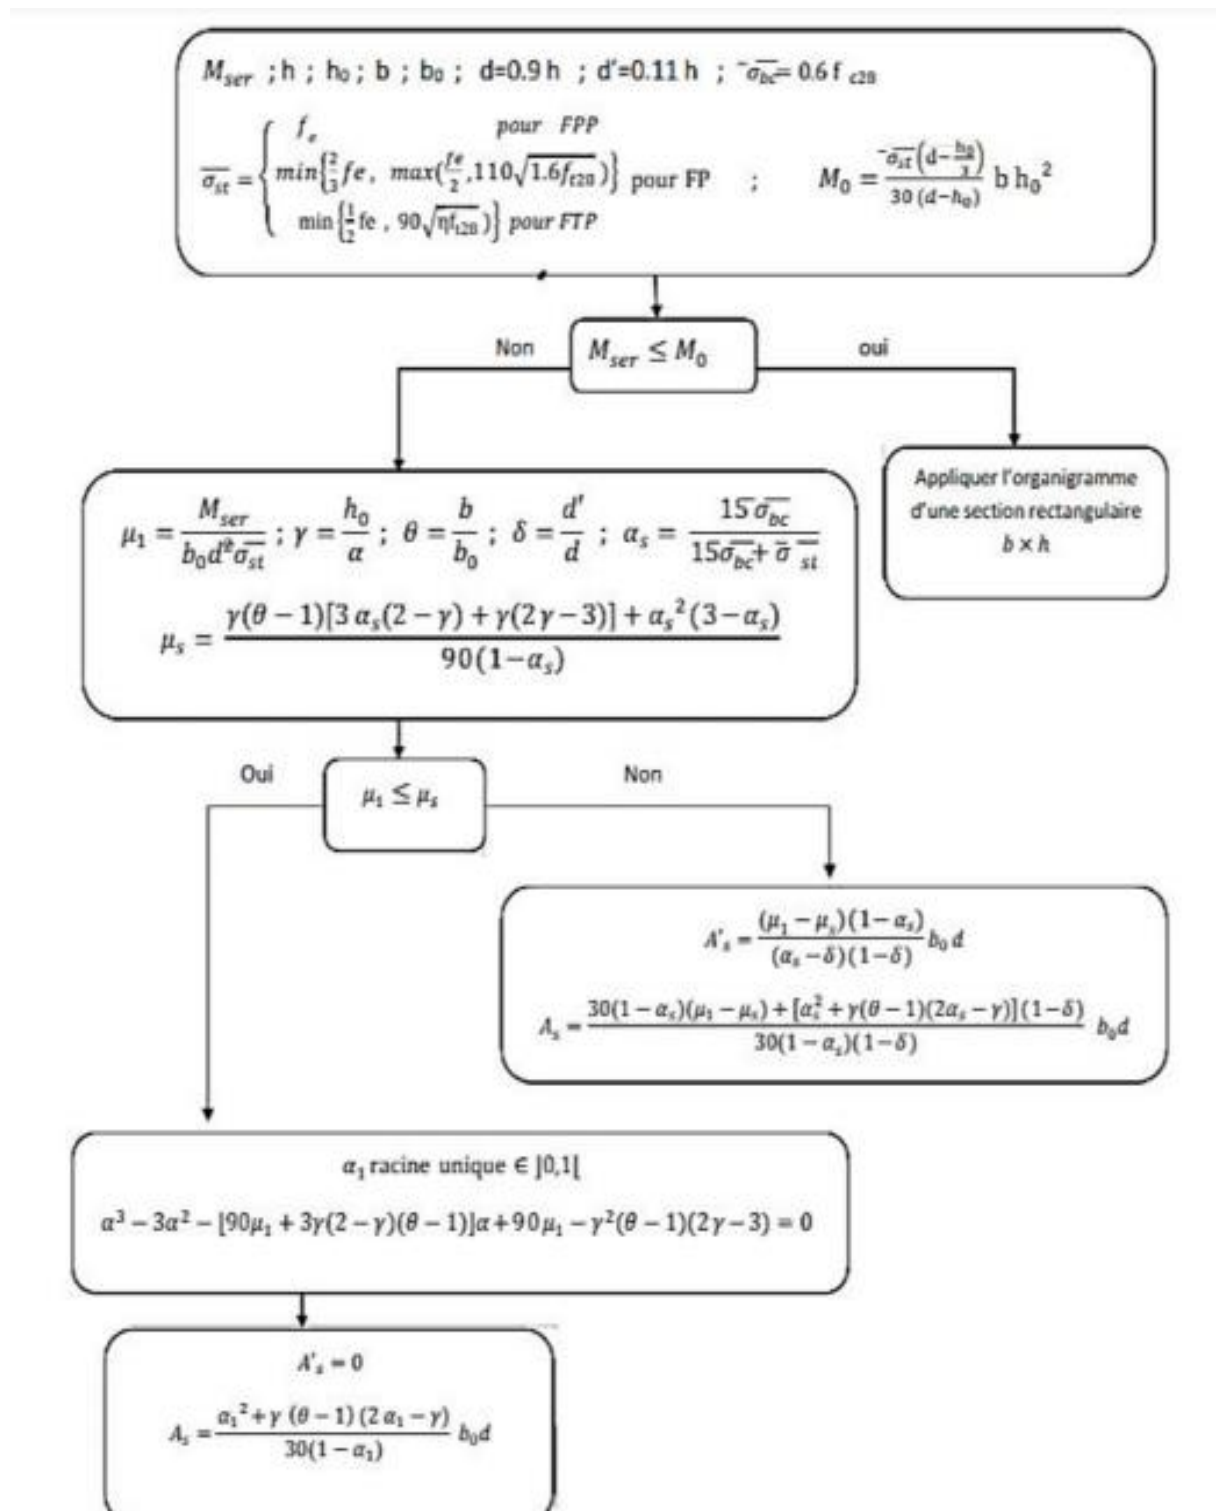 M_ser ; h ; h₀ ; b ; b₀ ; d=0.9 h ; d'=0.11 h ; ¯σ̅_bc= 0.6 f c28
σ̅_st = { f_e pour FPP
min{2/3 fe , max(fe/2 ,110√1.6f_t28 )} pour FP ; M₀ = ¯σ̅_st(d−h₀/3)/30 (d−h₀) b h₀²
min{1/2 fe , 90√ηf_t28 )} pour FTP
Non
M_ser ≤ M₀
oui
μ₁ = M_ser/b₀d²σ̅_st ; γ = h₀/α ; θ = b/b₀ ; δ = d'/d ; α_s = 15 σ̅_bc/15σ̅_bc+ σ̅ _st
μ_s = γ(θ − 1)[3 α_s(2 − γ) + γ(2γ − 3)] + α_s²(3−α_s)/90(1−α_s)
Appliquer l'organigramme
d'une section rectangulaire
b × h
Oui
μ₁ ≤ μ_s
Non
A'_s = (μ₁ − μ_s)(1−α_s)/(α_s −δ)(1−δ) b₀ d
A_s = 30(1 − α_s)(μ₁ − μ_s) + [α_s² + γ(θ − 1)(2α_s − γ)](1−δ)/30(1 − α_s)(1−δ) b₀d
α₁ racine unique ∈ ]0,1[
α³ − 3α² − [90μ₁ + 3γ(2 − γ)(θ − 1)]α+90μ₁ − γ²(θ − 1)(2γ − 3) = 0
A'_s = 0
A_s = α₁² + γ (θ − 1) (2 α₁ − γ)/30(1 − α₁) b₀d